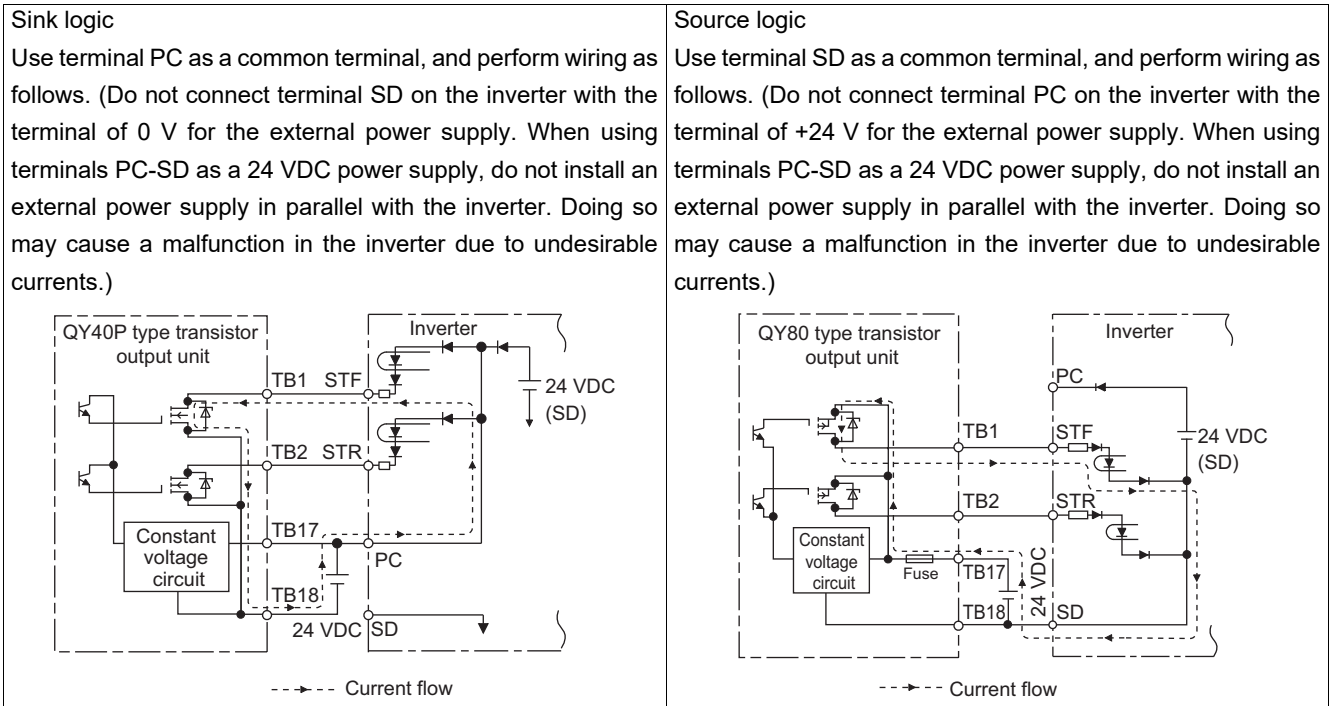 Sink logic
Use terminal PC as a common terminal, and perform wiring as
follows. (Do not connect terminal SD on the inverter with the
terminal of 0 V for the external power supply. When using
terminals PC-SD as a 24 VDC power supply, do not install an
external power supply in parallel with the inverter. Doing so
may cause a malfunction in the inverter due to undesirable
currents.)
QY40P type transistor
output unit
Inverter
TB1
STF
24 VDC
(SD)
TB2
STR
Constant
voltage
circuit
TB17
PC
TB18
24 VDC
SD
Current flow
Source logic
Use terminal SD as a common terminal, and perform wiring as
follows. (Do not connect terminal PC on the inverter with the
terminal of +24 V for the external power supply. When using
terminals PC-SD as a 24 VDC power supply, do not install an
external power supply in parallel with the inverter. Doing so
may cause a malfunction in the inverter due to undesirable
currents.)
QY80 type transistor
output unit
Inverter
PC
TB1
STF
24 VDC
(SD)
TB2
STR
Constant
voltage
circuit
Fuse
TB17
24 VDC
TB18
SD
Current flow